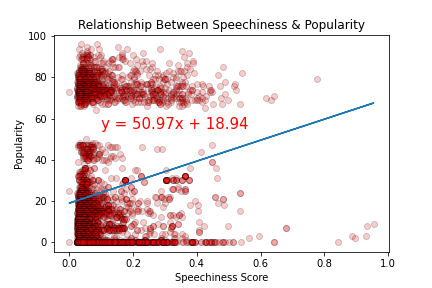 Relationship Between Speechiness & Popularity
100
80
60
40
20
0
Popularity
y = 50.97x + 18.94
0.0 0.2 0.4 0.6 0.8 1.0
Speechiness Score